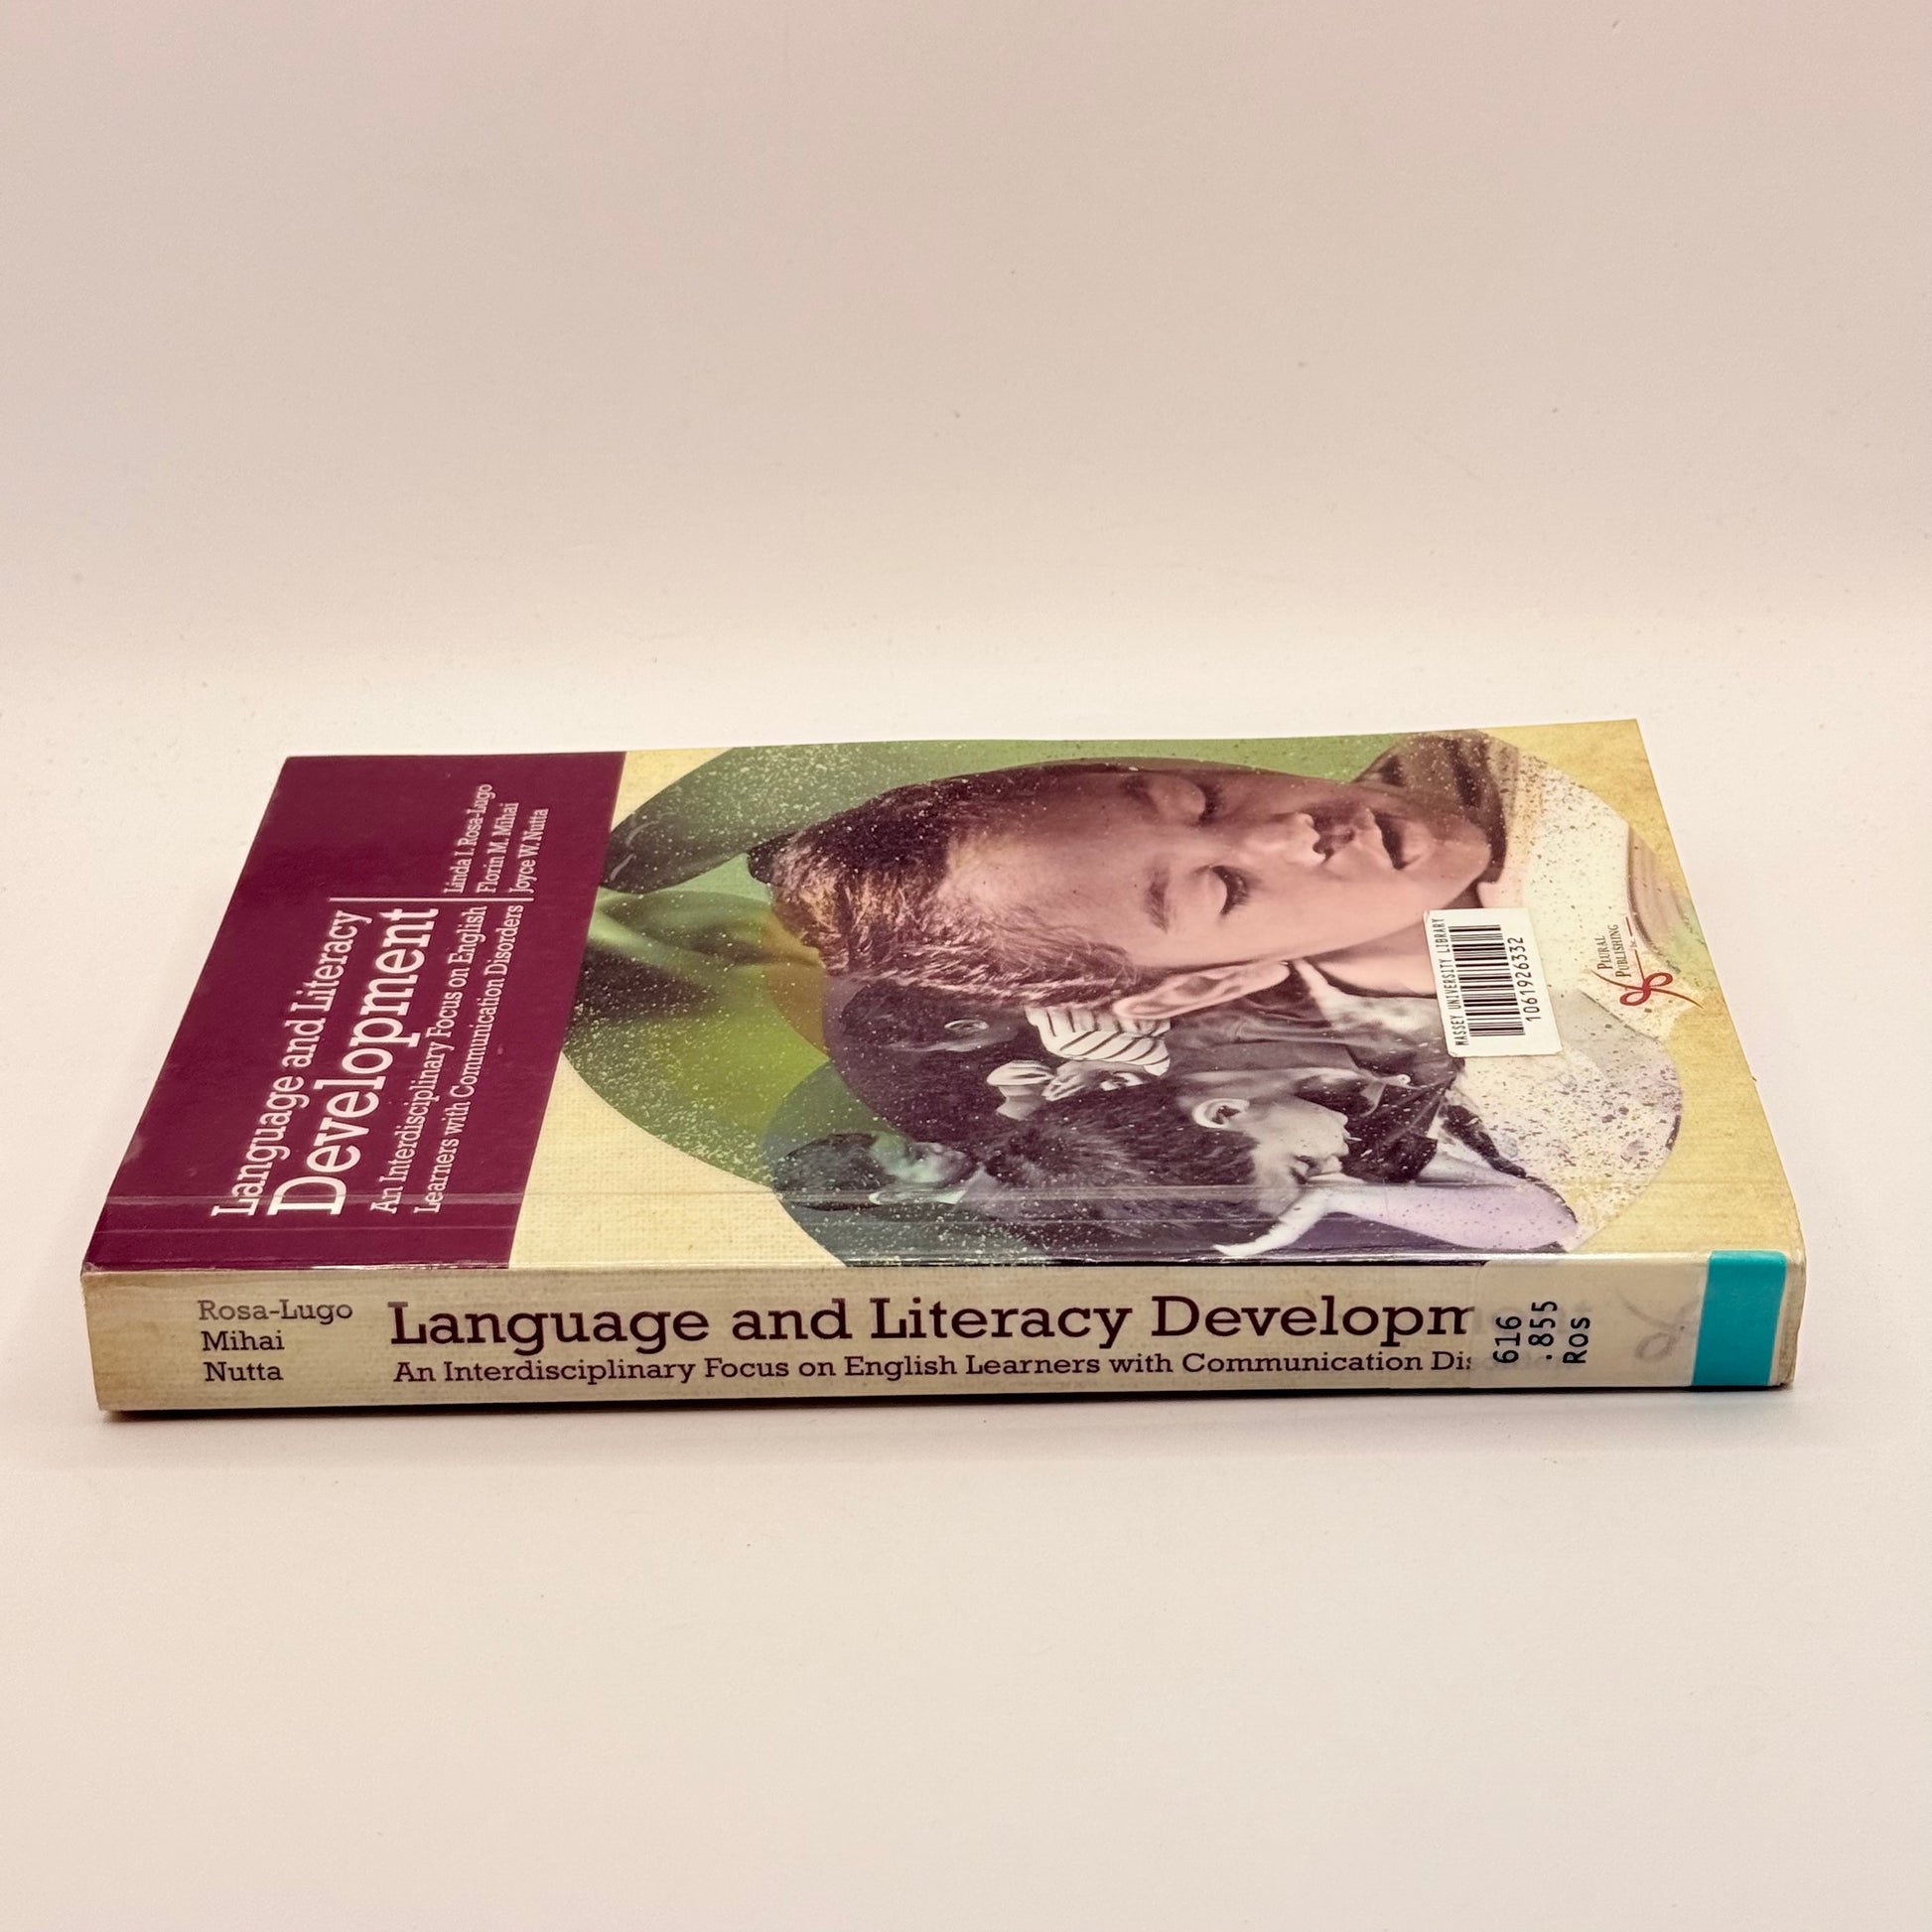 Language and Literacy
Development
An Interdisciplinary Focus on English
Learners with Communication Disorders
Linda I. Rosa-Lugo
Florin M. Mihai
Joyce W. Nutta
MASSEY UNIVERSITY LIBRARY
1061926332
PLURAL
PUBLISHING
Inc.
Rosa-Lugo
Mihai
Nutta
Language and Literacy Developm
An Interdisciplinary Focus on English Learners with Communication Dis
616
.855
Ros